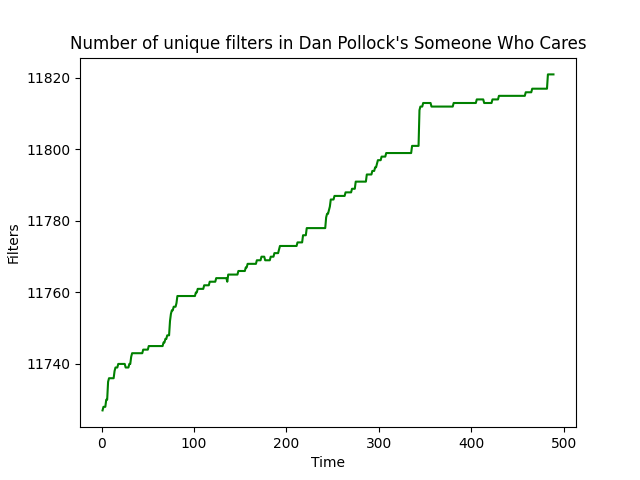 Number of unique filters in Dan Pollock's Someone Who Cares
11820
11800
11780
11760
11740
Filters
0 100 200 300 400 500
Time